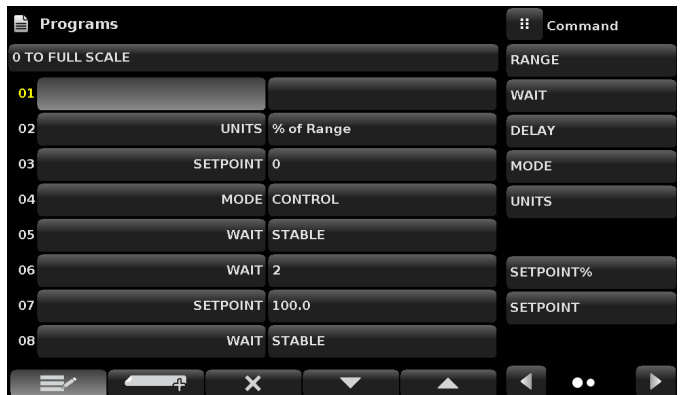 Programs
Command
0 TO FULL SCALE
RANGE
01
WAIT
02 UNITS % of Range
DELAY
03 SETPOINT 0
MODE
04 MODE CONTROL
UNITS
05 WAIT STABLE
06 WAIT 2
SETPOINT%
07 SETPOINT 100.0
SETPOINT
08 WAIT STABLE